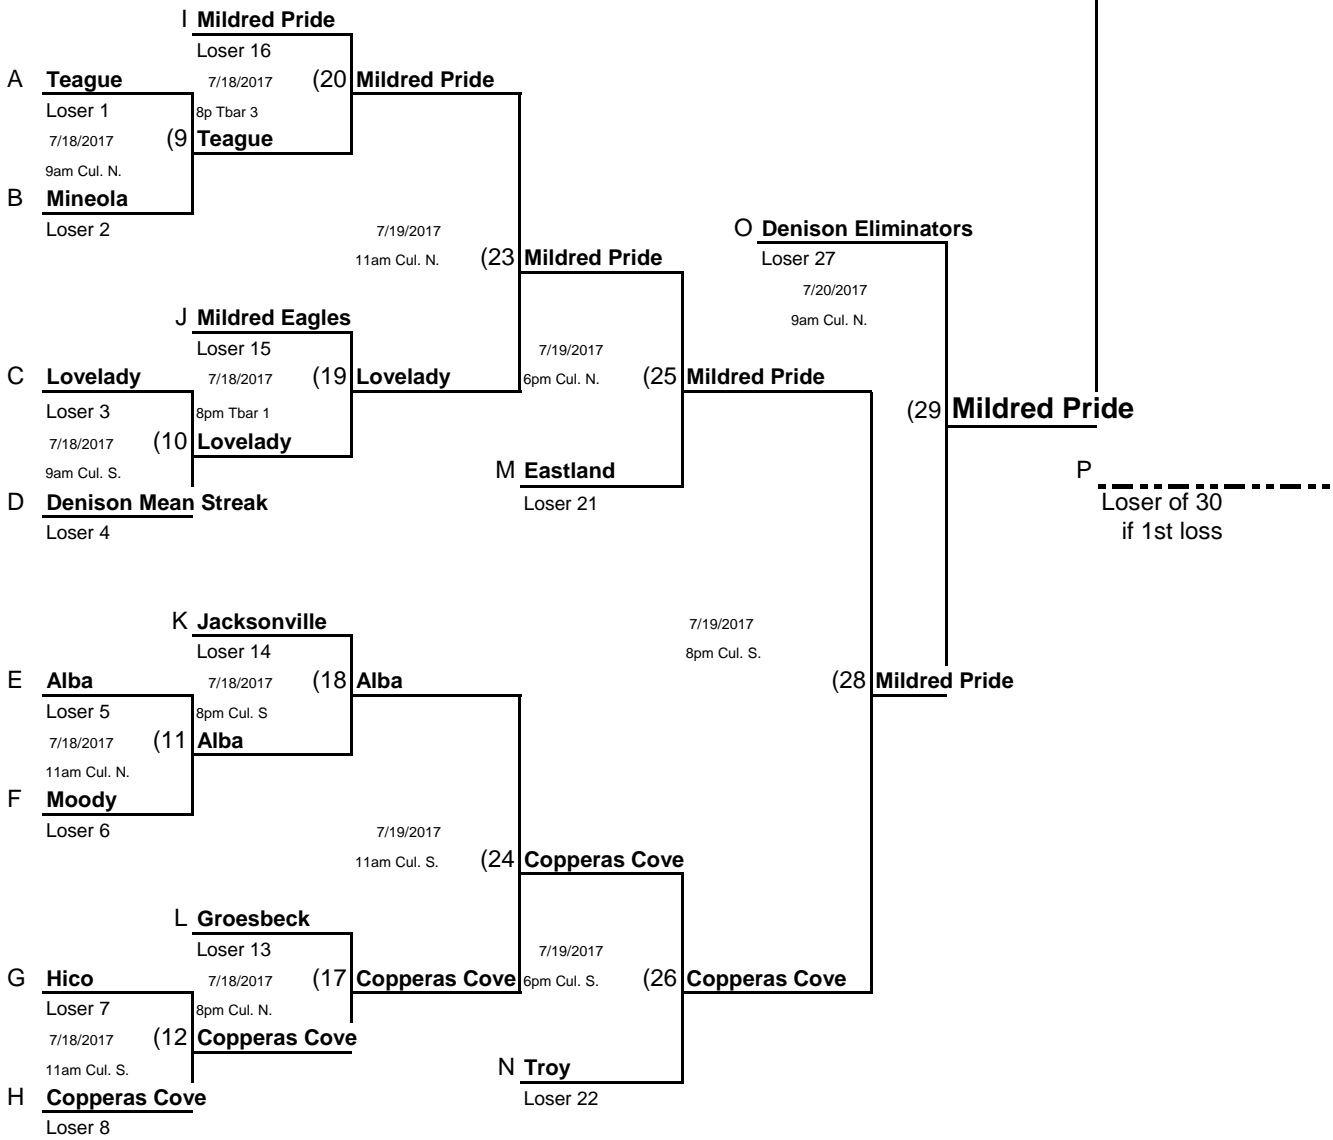 I Mildred Pride
Loser 16
A Teague 7/18/2017 (20 Mildred Pride
Loser 1 8p Tbar 3
7/18/2017 (9 Teague
9am Cul. N.
B Mineola
Loser 2 7/19/2017 O Denison Eliminators
11am Cul. N. (23 Mildred Pride Loser 27
7/20/2017
J Mildred Eagles 9am Cul. N.
Loser 15 7/19/2017
C Lovelady 7/18/2017 (19 Lovelady 6pm Cul. N. (25 Mildred Pride
Loser 3 8pm Tbar 1 (29 Mildred Pride
7/18/2017 (10 Lovelady
9am Cul. S. M Eastland P
D Denison Mean Streak Loser 21 Loser of 30
Loser 4 if 1st loss
K Jacksonville 7/19/2017
Loser 14 8pm Cul. S.
E Alba 7/18/2017 (18 Alba (28 Mildred Pride
Loser 5 8pm Cul. S
7/18/2017 (11 Alba
11am Cul. N.
F Moody
Loser 6 7/19/2017
11am Cul. S. (24 Copperas Cove
L Groesbeck
Loser 13 7/19/2017
G Hico 7/18/2017 (17 Copperas Cove 6pm Cul. S. (26 Copperas Cove
Loser 7 8pm Cul. N.
7/18/2017 (12 Copperas Cove
11am Cul. S. N Troy
H Copperas Cove Loser 22
Loser 8